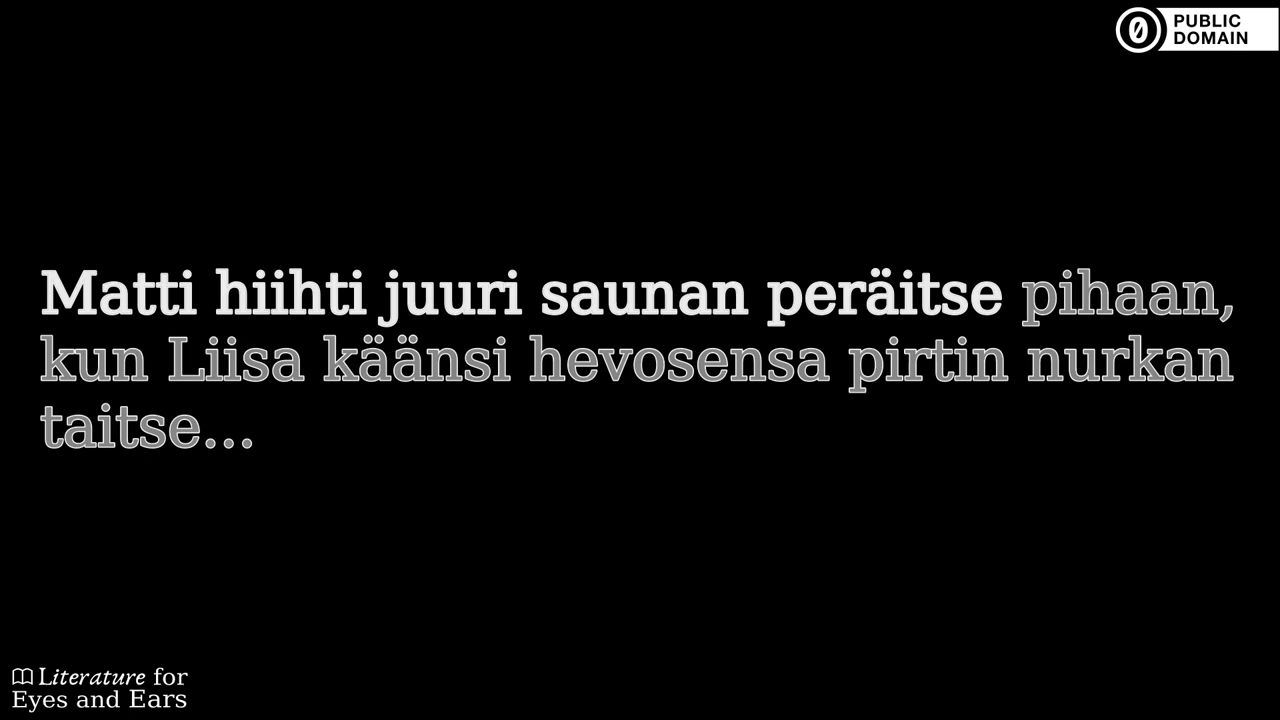 PUBLIC
DOMAIN
Matti hiihti juuri saunan peräitse pihaan,
kun Liisa käänsi hevosensa pirtin nurkan
taitse...
Literature for
Eyes and Ears